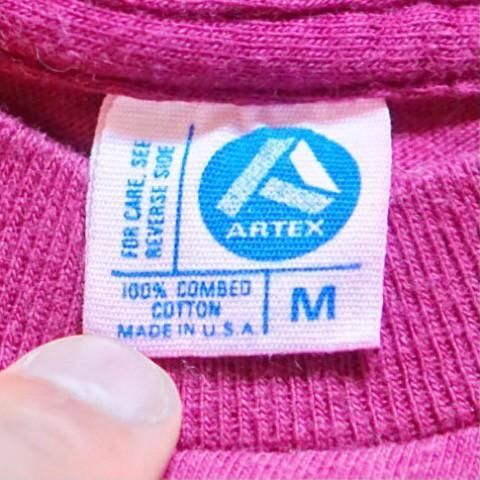 FOR CARE, SEE
REVERSE SIDE
ARTEX
100% COMBED
COTTON
MADE IN U.S.A
M